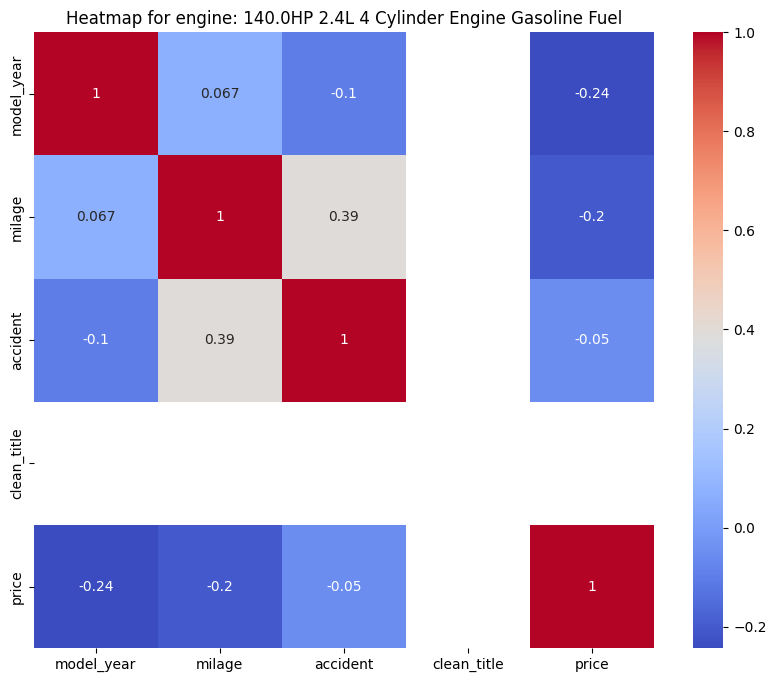 Heatmap for engine: 140.0HP 2.4L 4 Cylinder Engine Gasoline Fuel
model_year 1 0.067 -0.1 -0.24
milage 0.067 1 0.39 -0.2
accident -0.1 0.39 1 -0.05
clean_title
price -0.24 -0.2 -0.05 1
model_year milage accident clean_title price
1.0
0.8
0.6
0.4
0.2
0.0
−0.2